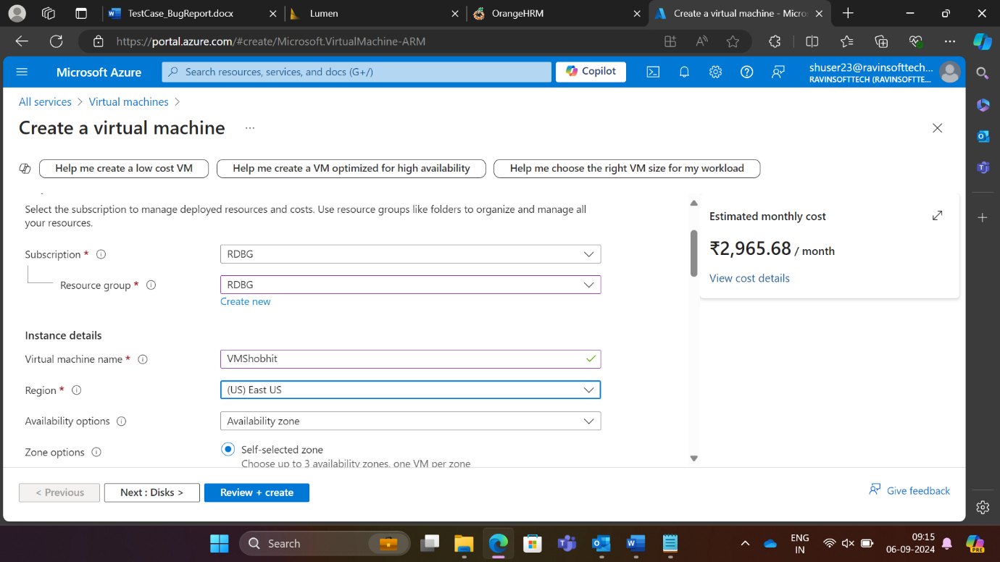 TestCase_BugReport.docx
Lumen
OrangeHRM
Create a virtual machine - Micro
https://portal.azure.com/#create/Microsoft.VirtualMachine-ARM
Microsoft Azure
Search resources, services, and docs (G+/)
Copilot
shuser23@ravinsofttech...
RAVINSOFTTECH (RAVINSOFTTE...
All services > Virtual machines >
Create a virtual machine ...
Help me create a low cost VM
Help me create a VM optimized for high availability
Help me choose the right VM size for my workload
Select the subscription to manage deployed resources and costs. Use resource groups like folders to organize and manage all
your resources.
Subscription *
RDBG
Resource group *
RDBG
Create new
Instance details
Virtual machine name *
VMShobhit
Region *
(US) East US
Availability options
Availability zone
Zone options
Self-selected zone
Choose up to 3 availability zones, one VM per zone
Estimated monthly cost
₹2,965.68 / month
View cost details
< Previous
Next : Disks >
Review + create
Give feedback
Search
ENG
IN
09:15
06-09-2024
PRE